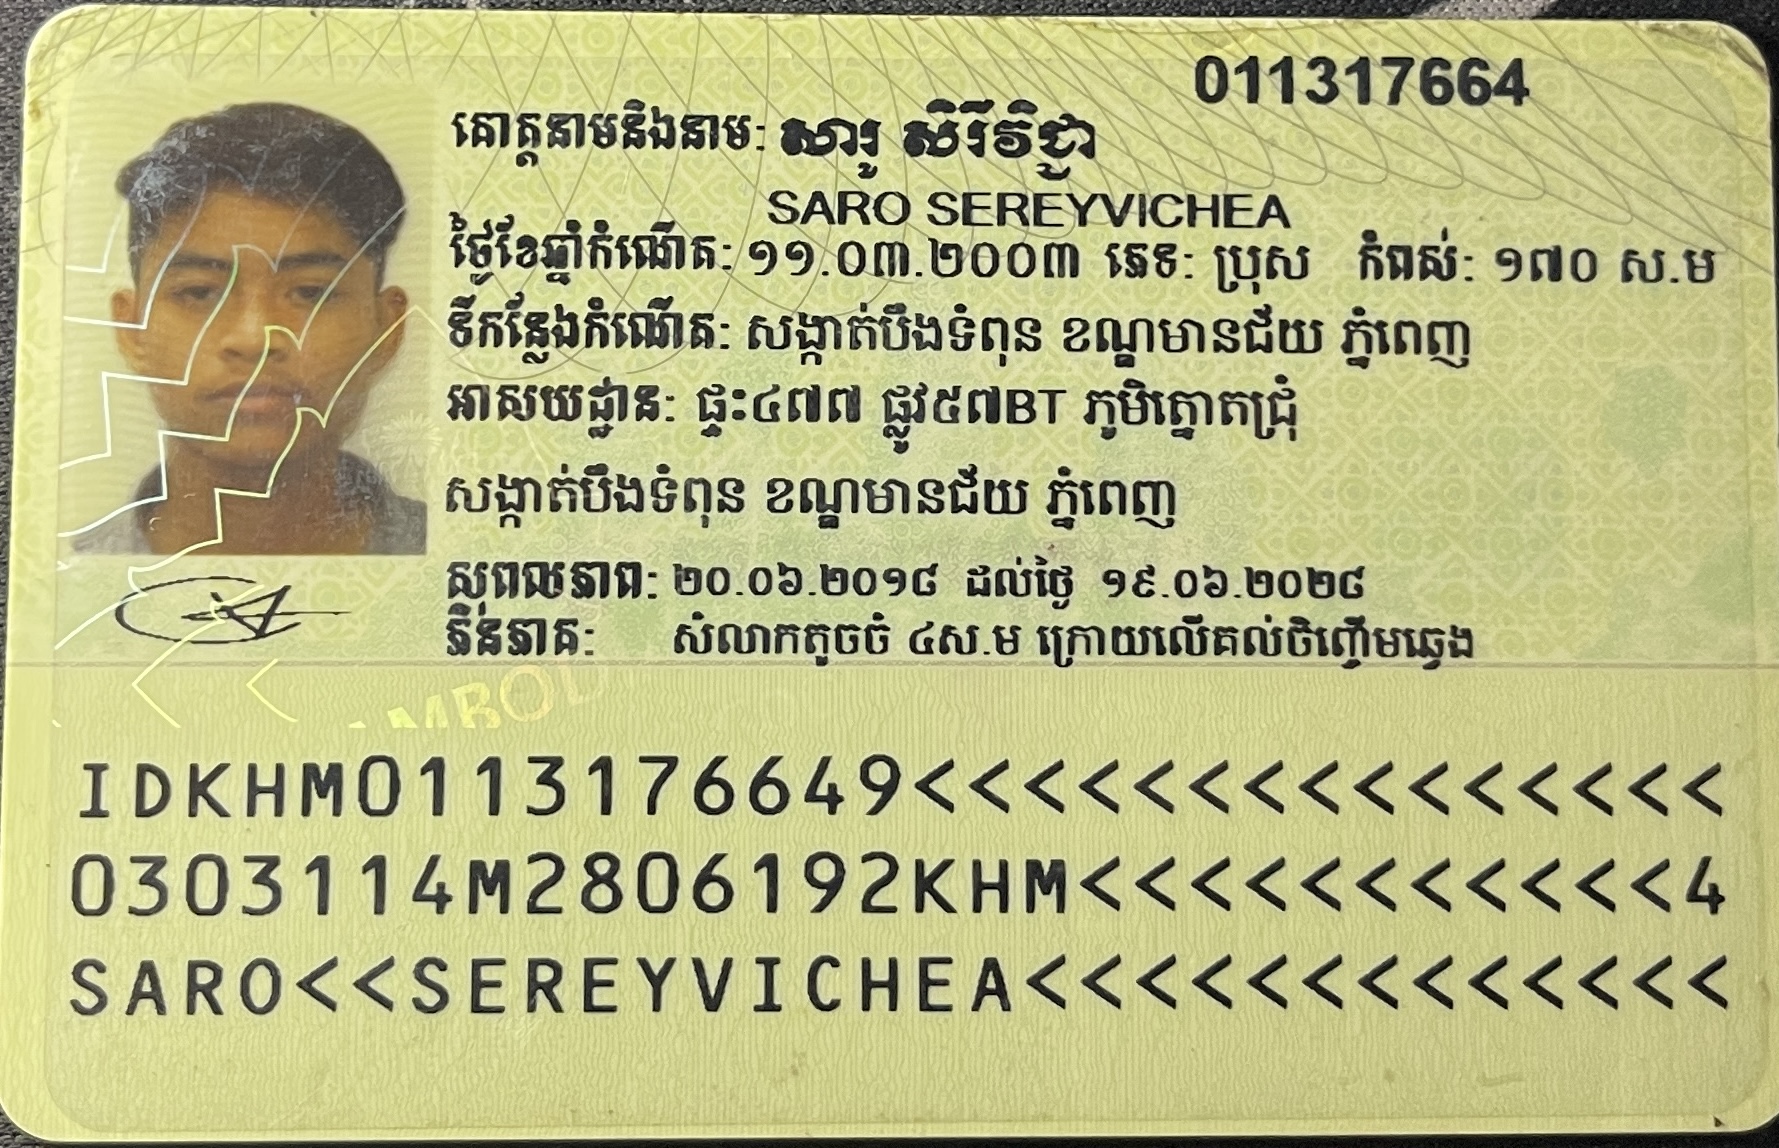 011317664
គោត្តនាមនិងនាម: សារូ សិរីវិជ្ជា
SARO SEREYVICHEA
ថ្ងៃខែឆ្នាំកំណើត: ១១.០៣.២០០៣ ភេទ: ប្រុស កំពស់: ១៧០ ស.ម
ទីកន្លែងកំណើត: សង្កាត់បឹងទំពុន ខណ្ឌមានជ័យ ភ្នំពេញ
អាសយដ្ឋាន: ផ្ទះ៤៧៧ ផ្លូវ៥៧BT ភូមិត្នោតជ្រុំ
សង្កាត់បឹងទំពុន ខណ្ឌមានជ័យ ភ្នំពេញ
សុពលភាព: ២០.០៦.២០១៨ ដល់ថ្ងៃ ១៩.០៦.២០២៨
ភិនភាគ: សំលាកតូចចំ ៤ស.ម ក្រោយលើគល់ចិញ្ចើមឆ្វេង
IDKHM0113176649<<<<<<<<<<<<<<<
0303114M2806192KHM<<<<<<<<<<<4
SARO<<SEREYVICHEA<<<<<<<<<<<<<